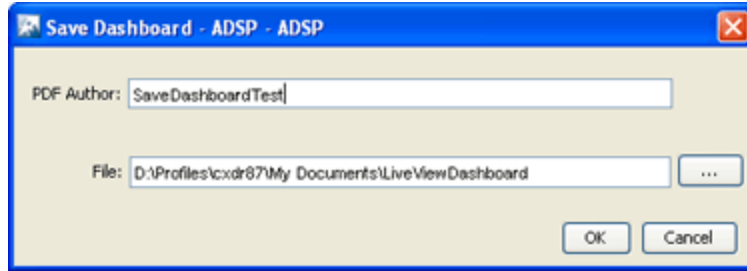 Save Dashboard - ADSP - ADSP
PDF Author: SaveDashboardTest
File: D:\Profiles\cxdr87\My Documents\LiveViewDashboard ...
OK Cancel